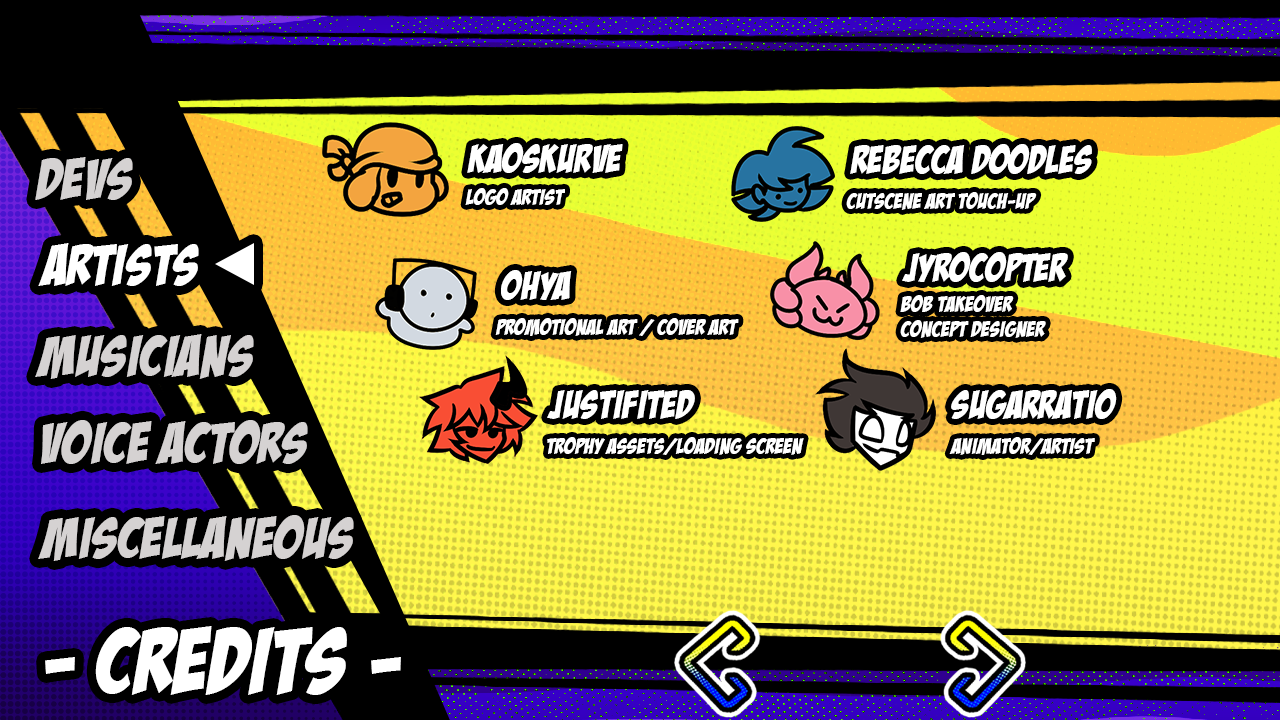 DEVS
ARTISTS
MUSICIANS
VOICE ACTORS
MISCELLANEOUS
- CREDITS -
KAOSKURVE
LOGO ARTIST
REBECCA DOODLES
CUTSCENE ART TOUCH-UP
OHYA
PROMOTIONAL ART / COVER ART
JYROCOPTER
BOB TAKEOVER
CONCEPT DESIGNER
JUSTIFITED
TROPHY ASSETS/LOADING SCREEN
SUGARRATIO
ANIMATOR/ARTIST